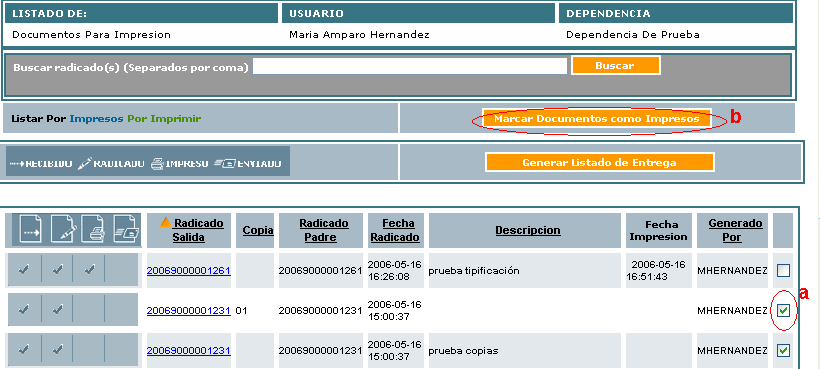 LISTADO DE: USUARIO DEPENDENCIA
Documentos Para Impresion Maria Amparo Hernandez Dependencia De Prueba
Buscar radicado(s) (Separados por coma) Buscar
Listar Por Impresos Por Imprimir Marcar Documentos como Impresos b
RECIBIDO RADICADO IMPRESO ENVIADO Generar Listado de Entrega
Radicado Salida Copia Radicado Padre Fecha Radicado Descripcion Fecha Impresion Generado Por
20069000001261 20069000001261 2006-05-16 16:26:08 prueba tipificación 2006-05-16 16:51:43 MHERNANDEZ
a
20069000001231 01 20069000001231 2006-05-16 15:00:37 MHERNANDEZ
20069000001231 20069000001231 2006-05-16 15:00:37 prueba copias MHERNANDEZ